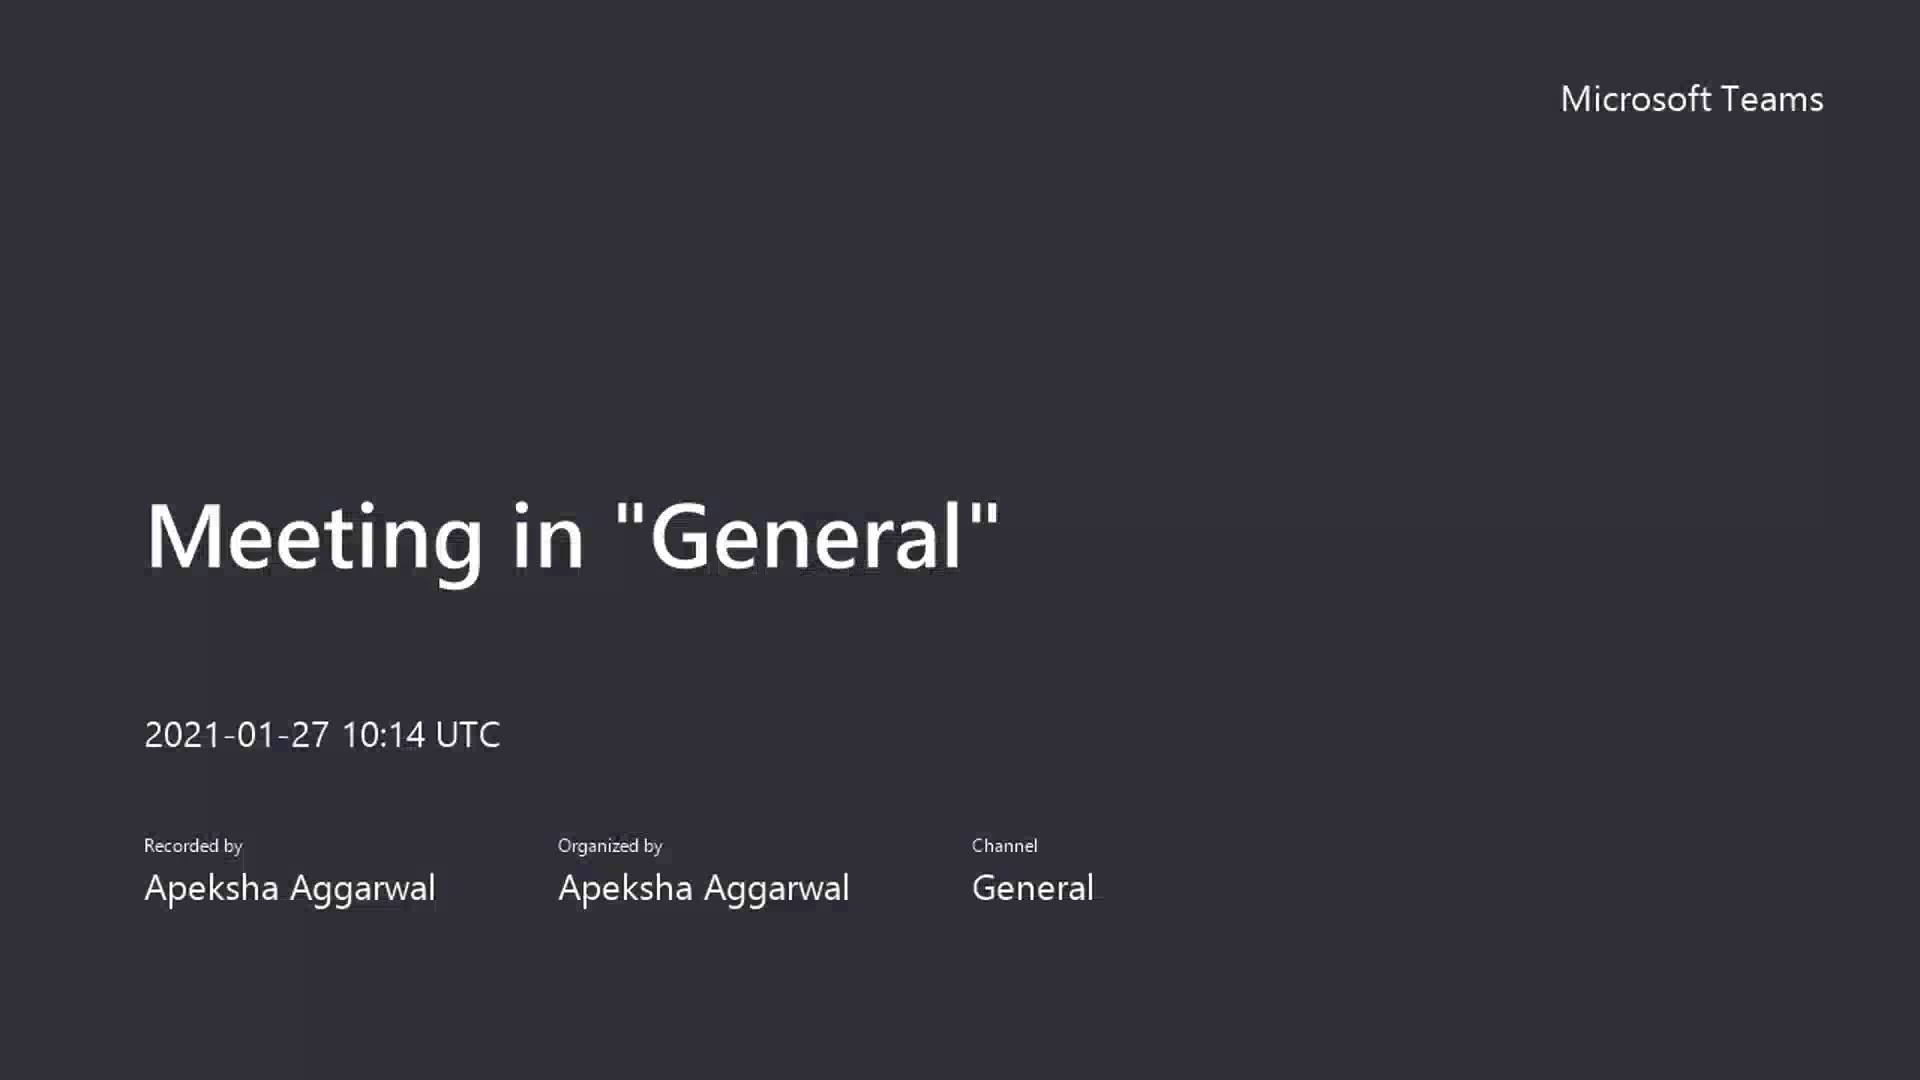 Microsoft Teams
Meeting in "General"
2021-01-27 10:14 UTC
Recorded by Organized by Channel
Apeksha Aggarwal Apeksha Aggarwal General